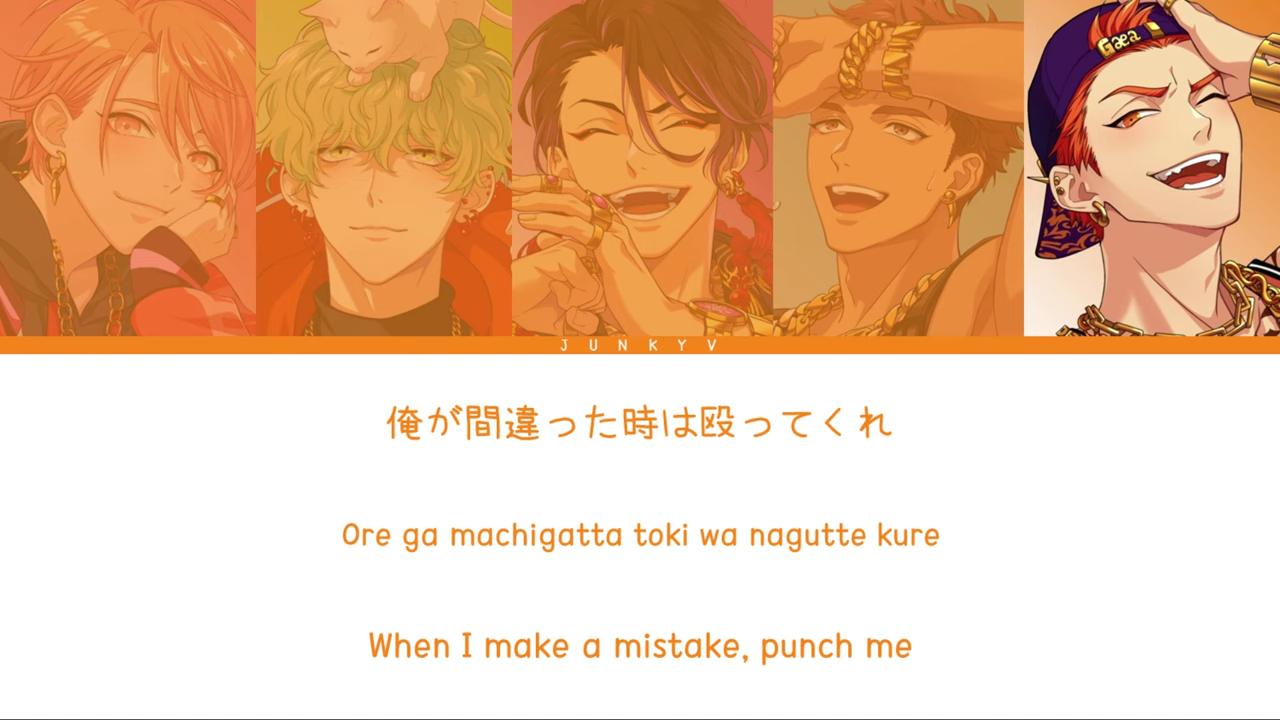 Gæa
JUNKYV
俺が間違った時は殴ってくれ
Ore ga machigatta toki wa nagutte kure
When I make a mistake, punch me